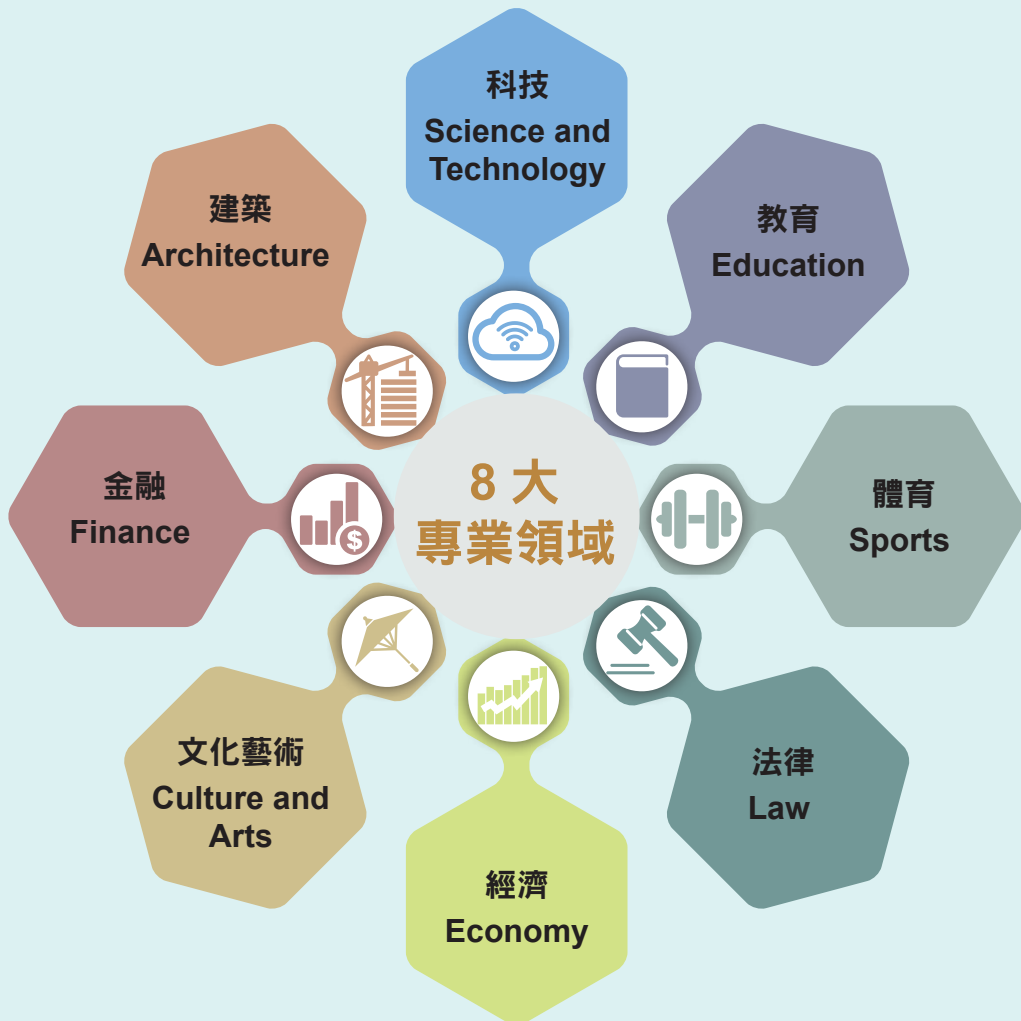 科技
Science and
Technology
教育
Education
體育
Sports
法律
Law
經濟
Economy
文化藝術
Culture and
Arts
金融
Finance
建築
Architecture
8 大
專業領域
$